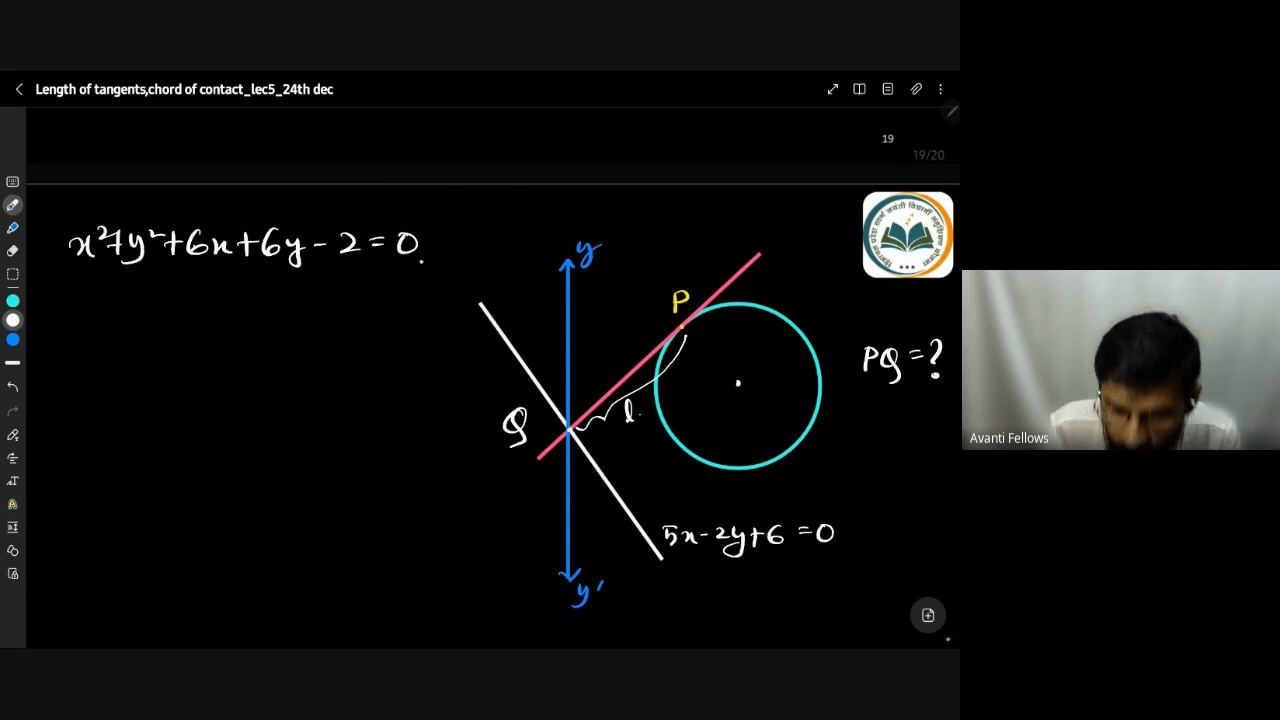 Length of tangents,chord of contact_lec5_24th dec
19
19/20
x²+y²+6x+6y-2=0.
y
P
PQ=?
Q
l.
5x-2y+6=0
y'
Avanti Fellows